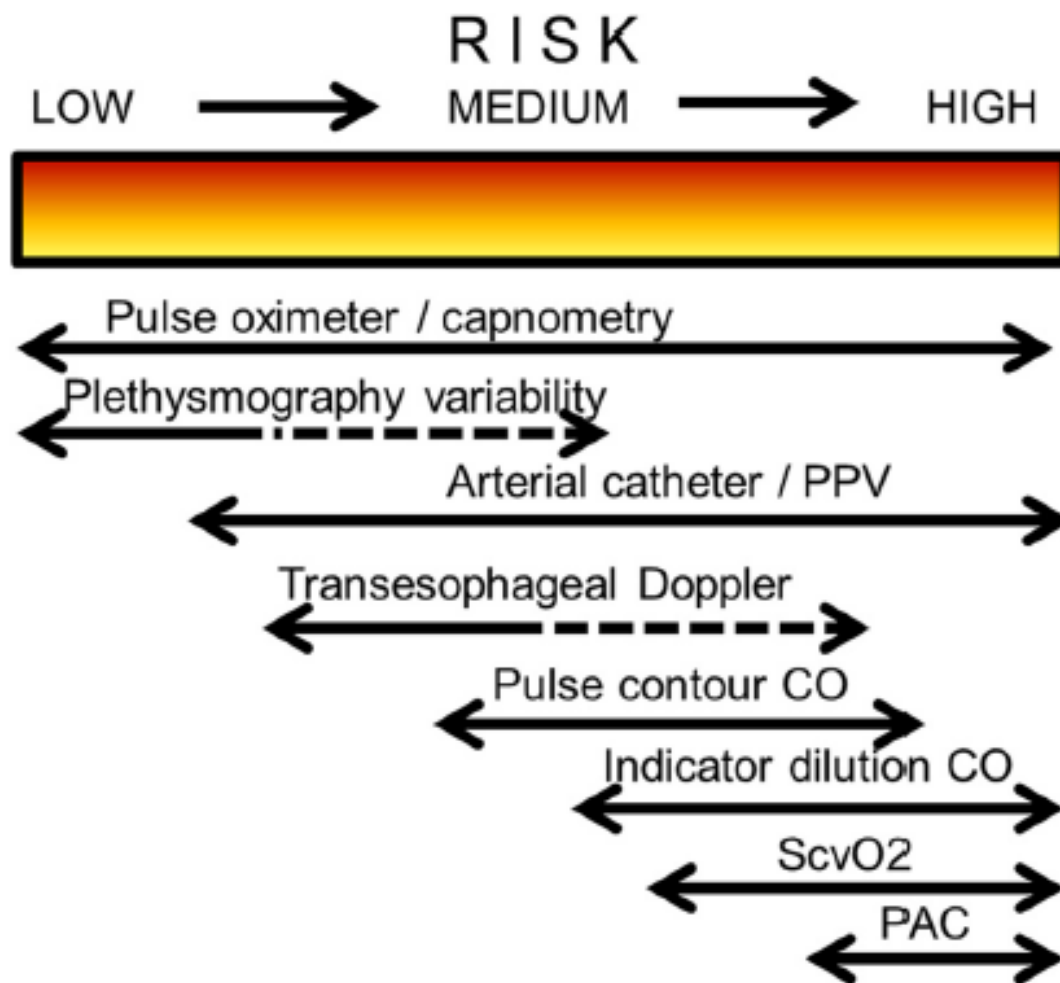 R I S K
LOW MEDIUM HIGH
Pulse oximeter / capnometry
Plethysmography variability
Arterial catheter / PPV
Transesophageal Doppler
Pulse contour CO
Indicator dilution CO
ScvO2
PAC